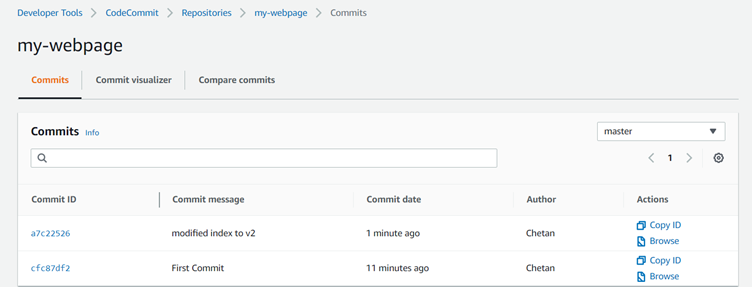 Developer Tools > CodeCommit > Repositories > my-webpage > Commits
my-webpage
Commits Commit visualizer Compare commits
Commits Info master
1
Commit ID Commit message Commit date Author Actions
a7c22526 modified index to v2 1 minute ago Chetan Copy ID
Browse
cfc87df2 First Commit 11 minutes ago Chetan Copy ID
Browse